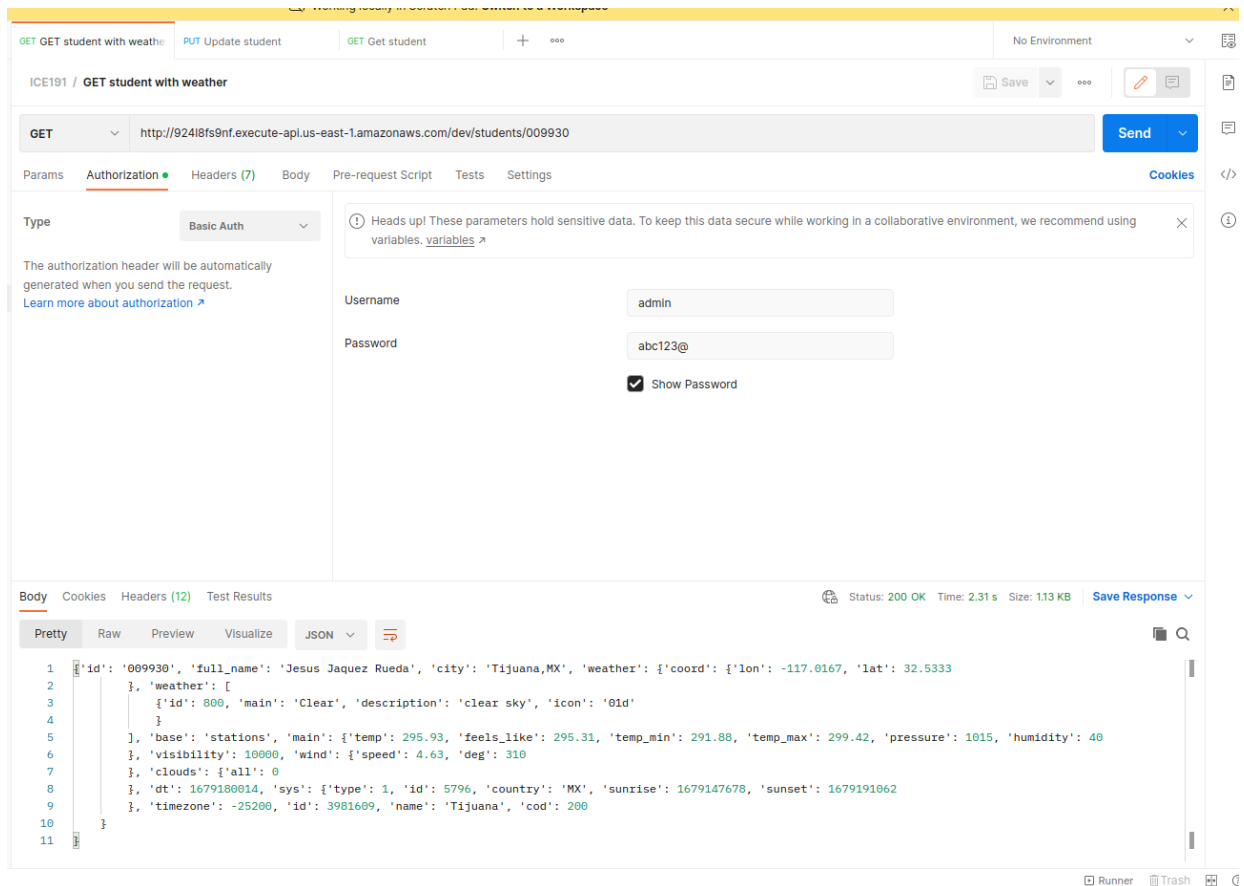 Working locally in Scratch Pad. Switch to a Workspace
GET GET student with weathe PUT Update student GET Get student No Environment
ICE191 / GET student with weather Save
GET http://924l8fs9nf.execute-api.us-east-1.amazonaws.com/dev/students/009930 Send
Params Authorization Headers (7) Body Pre-request Script Tests Settings Cookies
Type Basic Auth
The authorization header will be automatically
generated when you send the request.
Learn more about authorization ↗
Heads up! These parameters hold sensitive data. To keep this data secure while working in a collaborative environment, we recommend using
variables. variables ↗
Username admin
Password abc123@
Show Password
Body Cookies Headers (12) Test Results Status: 200 OK Time: 2.31 s Size: 1.13 KB Save Response
Pretty Raw Preview Visualize JSON
1 {'id': '009930', 'full_name': 'Jesus Jaquez Rueda', 'city': 'Tijuana,MX', 'weather': {'coord': {'lon': -117.0167, 'lat': 32.5333
2 }, 'weather': [
3 {'id': 800, 'main': 'Clear', 'description': 'clear sky', 'icon': '01d'
4 }
5 ], 'base': 'stations', 'main': {'temp': 295.93, 'feels_like': 295.31, 'temp_min': 291.88, 'temp_max': 299.42, 'pressure': 1015, 'humidity': 40
6 }, 'visibility': 10000, 'wind': {'speed': 4.63, 'deg': 310
7 }, 'clouds': {'all': 0
8 }, 'dt': 1679180014, 'sys': {'type': 1, 'id': 5796, 'country': 'MX', 'sunrise': 1679147678, 'sunset': 1679191062
9 }, 'timezone': -25200, 'id': 3981609, 'name': 'Tijuana', 'cod': 200
10 }
11 }
Runner Trash